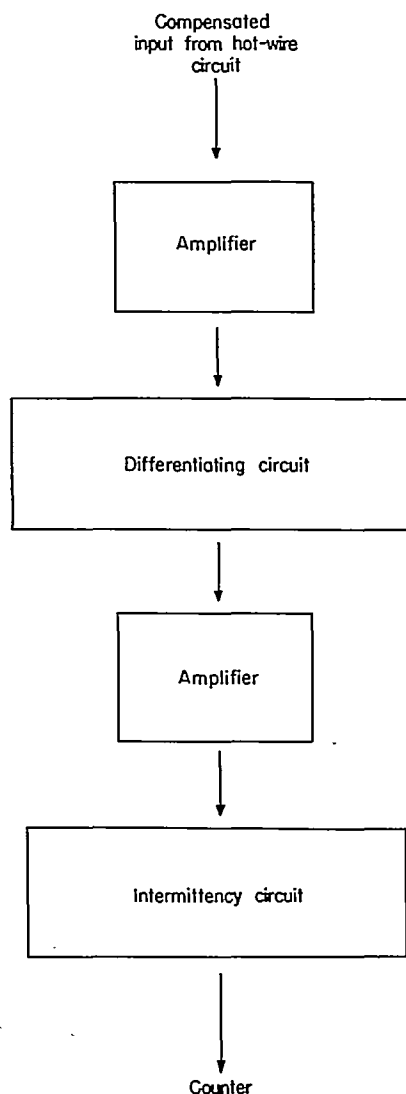 Compensated
input from hot-wire
circuit
Amplifier
Differentiating circuit
Amplifier
Intermittency circuit
Counter